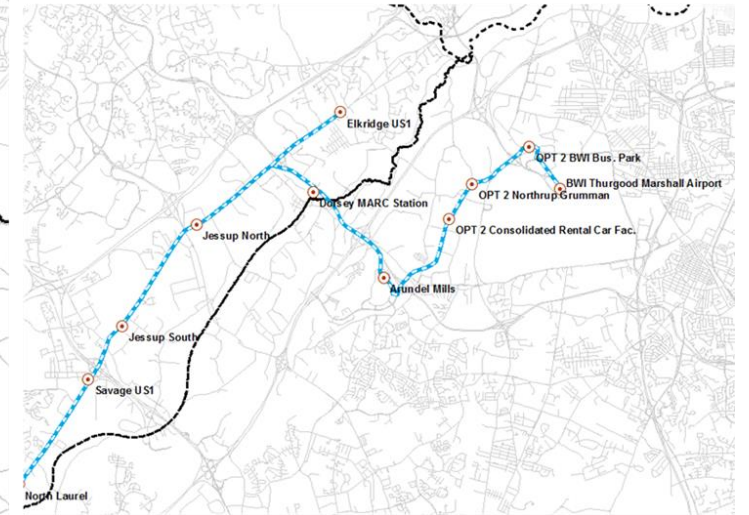 Elkridge US1
OPT 2 BWI Bus. Park
BWI Thurgood Marshall Airport
OPT 2 Northrup Grumman
Dorsey MARC Station
OPT 2 Consolidated Rental Car Fac.
Jessup North
Arundel Mills
Jessup South
Savage US1
North Laurel